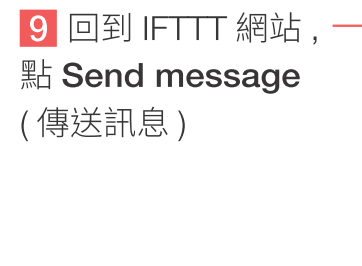 9 回到 IFTTT 網站 ,
點 Send message
( 傳送訊息 )